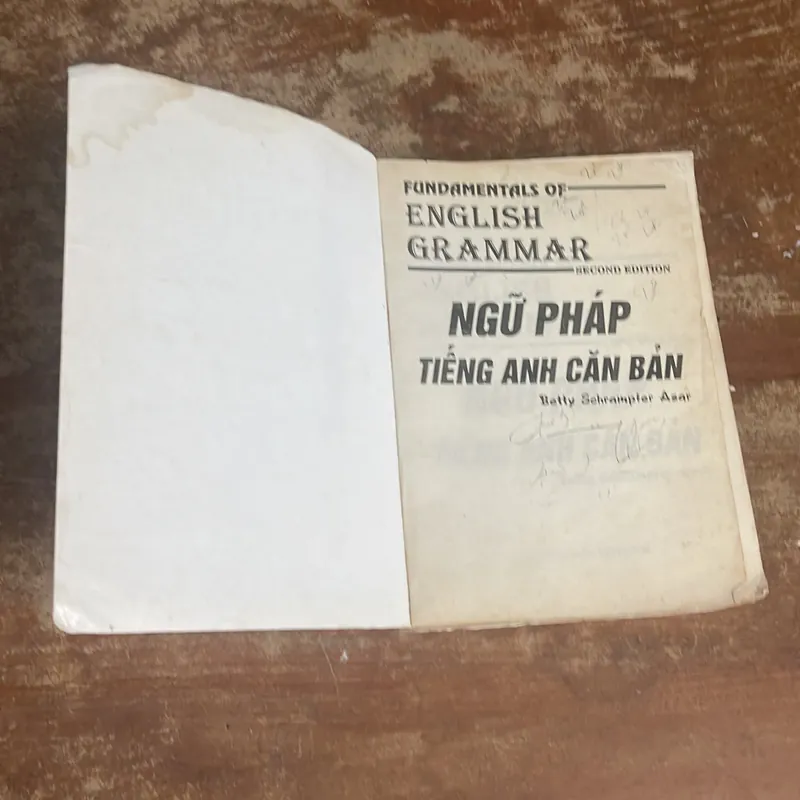 FUNDAMENTALS OF
ENGLISH
GRAMMAR
SECOND EDITION
NGỮ PHÁP
TIẾNG ANH CĂN BẢN
Betty Schrampfer Azar